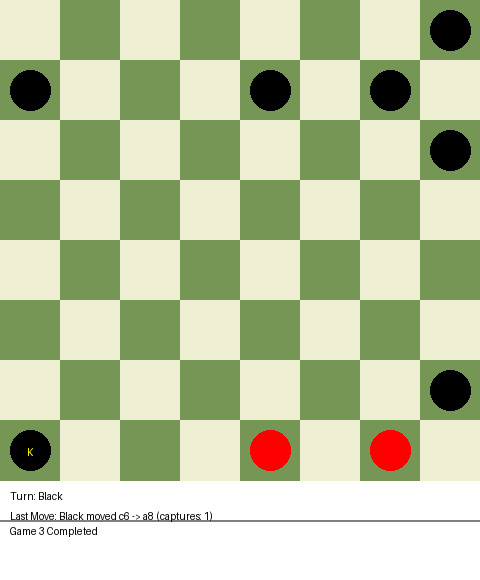 K
Turn: Black
Last Move: Black moved c6 -> a8 (captures: 1)
Game 3 Completed